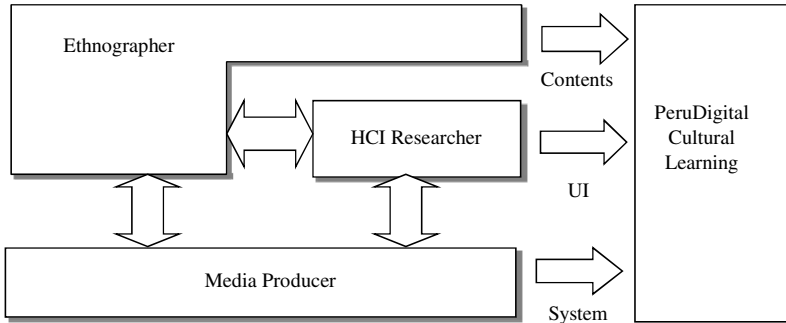 Ethnographer
Contents
HCI Researcher
PeruDigital
Cultural
Learning
UI
Media Producer
System